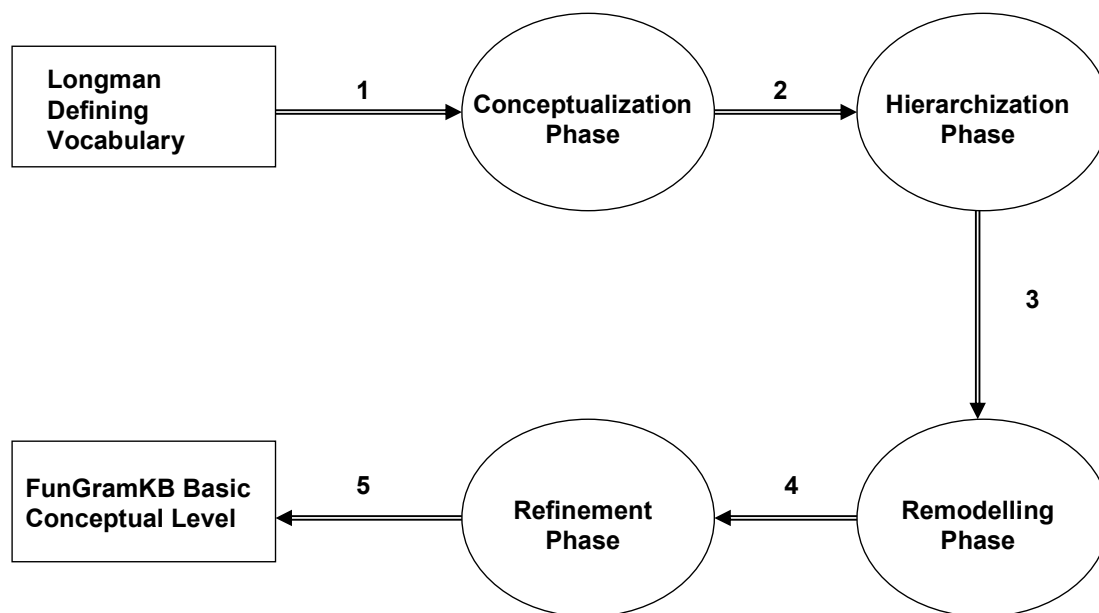 Longman
Defining
Vocabulary
1
Conceptualization
Phase
2
Hierarchization
Phase
3
Remodelling
Phase
4
Refinement
Phase
5
FunGramKB Basic
Conceptual Level